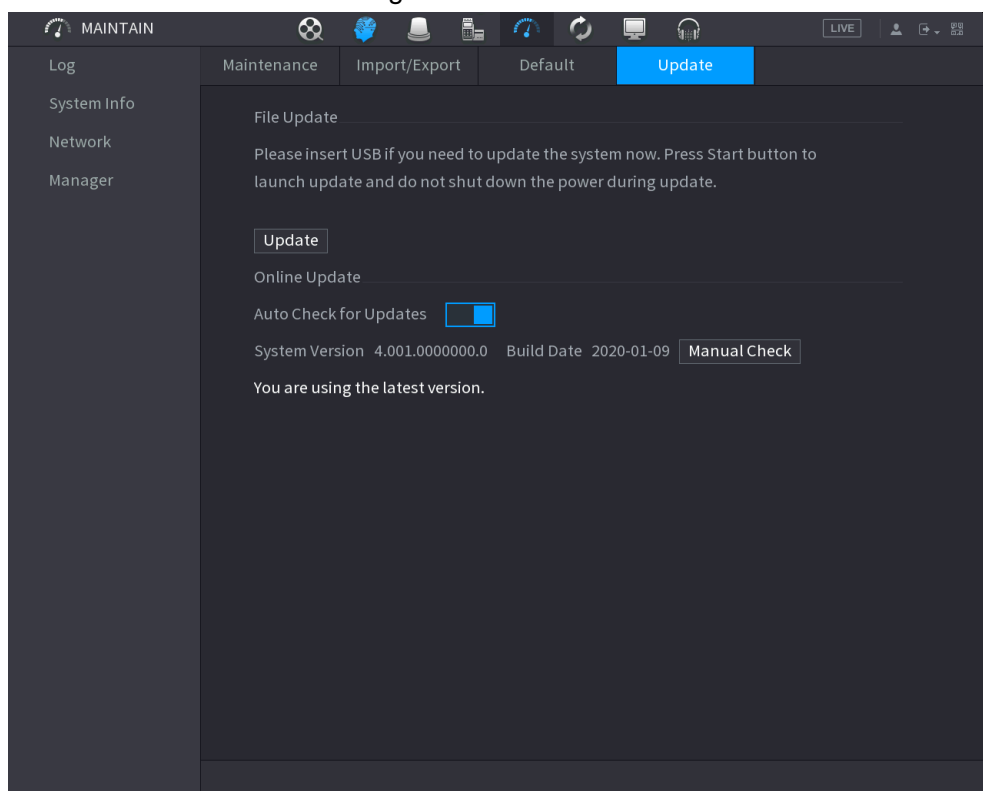 MAINTAIN
LIVE
Log
System Info
Network
Manager
Maintenance
Import/Export
Default
Update
File Update
Please insert USB if you need to update the system now. Press Start button to
launch update and do not shut down the power during update.
Update
Online Update
Auto Check for Updates
System Version 4.001.0000000.0 Build Date 2020-01-09 Manual Check
You are using the latest version.